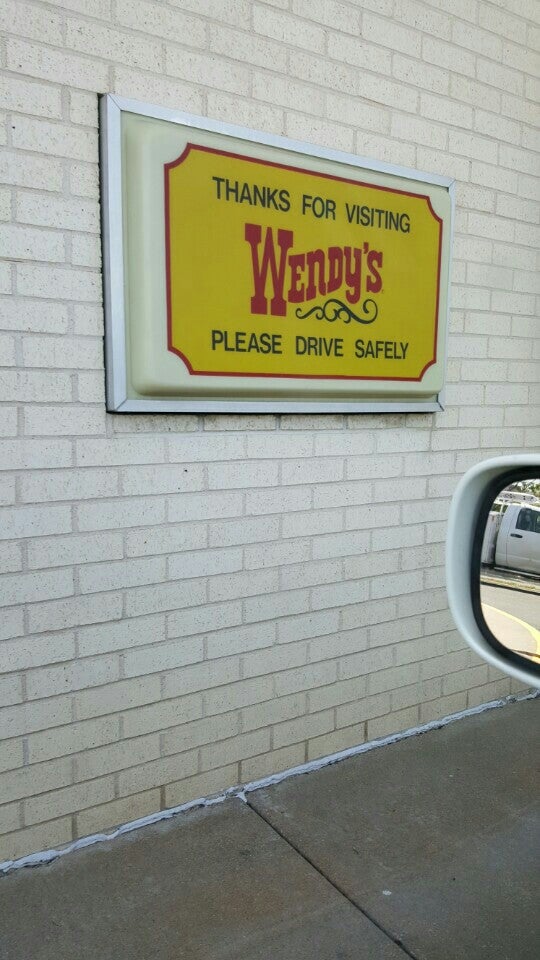 THANKS FOR VISITING
WENDY'S
PLEASE DRIVE SAFELY